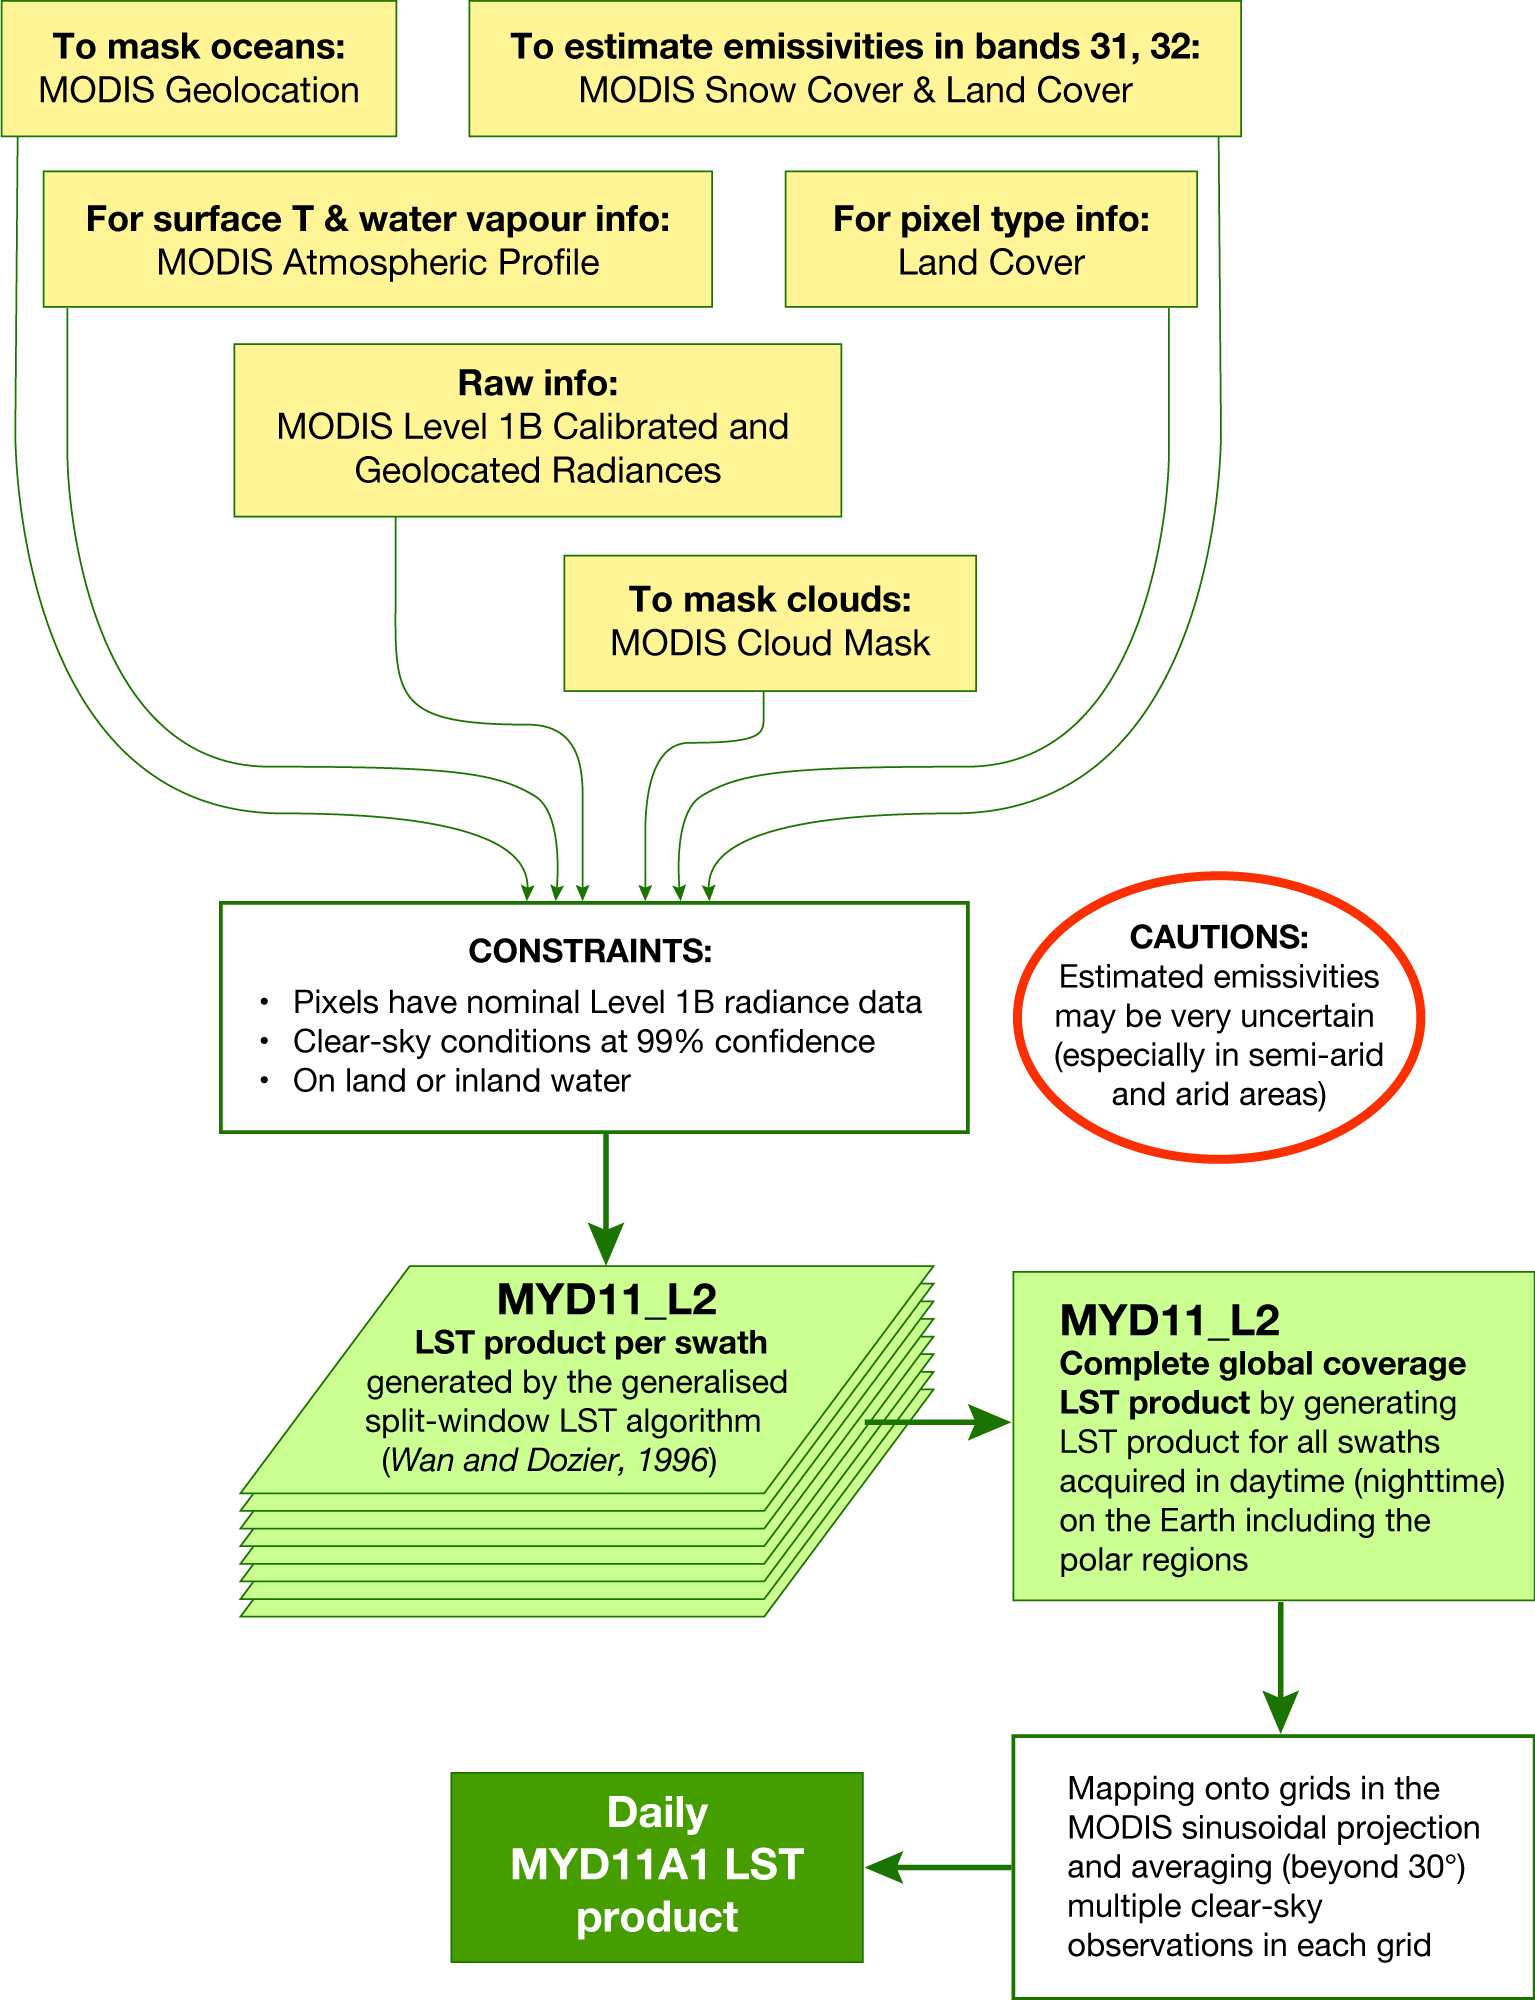 To mask oceans:
MODIS Geolocation
To estimate emissivities in bands 31, 32:
MODIS Snow Cover & Land Cover
For surface T & water vapour info:
MODIS Atmospheric Profile
For pixel type info:
Land Cover
Raw info:
MODIS Level 1B Calibrated and
Geolocated Radiances
To mask clouds:
MODIS Cloud Mask
CONSTRAINTS:
• Pixels have nominal Level 1B radiance data
• Clear-sky conditions at 99% confidence
• On land or inland water
CAUTIONS:
Estimated emissivities
may be very uncertain
(especially in semi-arid
and arid areas)
MYD11_L2
LST product per swath
generated by the generalised
split-window LST algorithm
(Wan and Dozier, 1996)
MYD11_L2
Complete global coverage
LST product by generating
LST product for all swaths
acquired in daytime (nighttime)
on the Earth including the
polar regions
Mapping onto grids in the
MODIS sinusoidal projection
and averaging (beyond 30°)
multiple clear-sky
observations in each grid
Daily
MYD11A1 LST
product